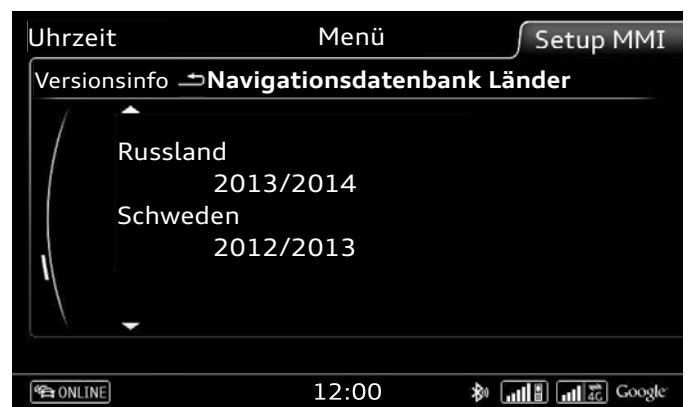 Uhrzeit Menü Setup MMI
Versionsinfo Navigationsdatenbank Länder
Russland
2013/2014
Schweden
2012/2013
ONLINE 12:00 4G Google